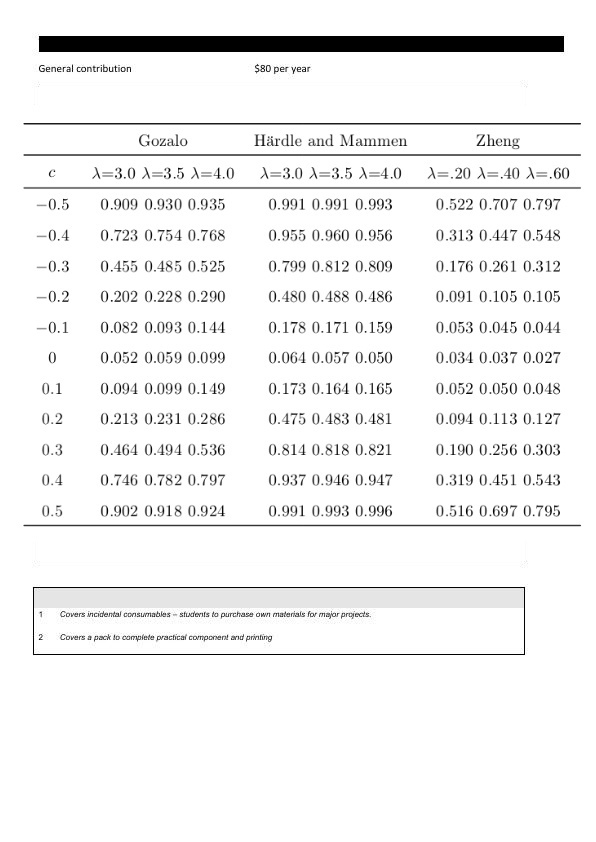 General contribution $80 per year
Gozalo Härdle and Mammen Zheng
c λ=3.0 λ=3.5 λ=4.0 λ=3.0 λ=3.5 λ=4.0 λ=.20 λ=.40 λ=.60
−0.5 0.909 0.930 0.935 0.991 0.991 0.993 0.522 0.707 0.797
−0.4 0.723 0.754 0.768 0.955 0.960 0.956 0.313 0.447 0.548
−0.3 0.455 0.485 0.525 0.799 0.812 0.809 0.176 0.261 0.312
−0.2 0.202 0.228 0.290 0.480 0.488 0.486 0.091 0.105 0.105
−0.1 0.082 0.093 0.144 0.178 0.171 0.159 0.053 0.045 0.044
0 0.052 0.059 0.099 0.064 0.057 0.050 0.034 0.037 0.027
0.1 0.094 0.099 0.149 0.173 0.164 0.165 0.052 0.050 0.048
0.2 0.213 0.231 0.286 0.475 0.483 0.481 0.094 0.113 0.127
0.3 0.464 0.494 0.536 0.814 0.818 0.821 0.190 0.256 0.303
0.4 0.746 0.782 0.797 0.937 0.946 0.947 0.319 0.451 0.543
0.5 0.902 0.918 0.924 0.991 0.993 0.996 0.516 0.697 0.795
1 Covers incidental consumables – students to purchase own materials for major projects.
2 Covers a pack to complete practical component and printing